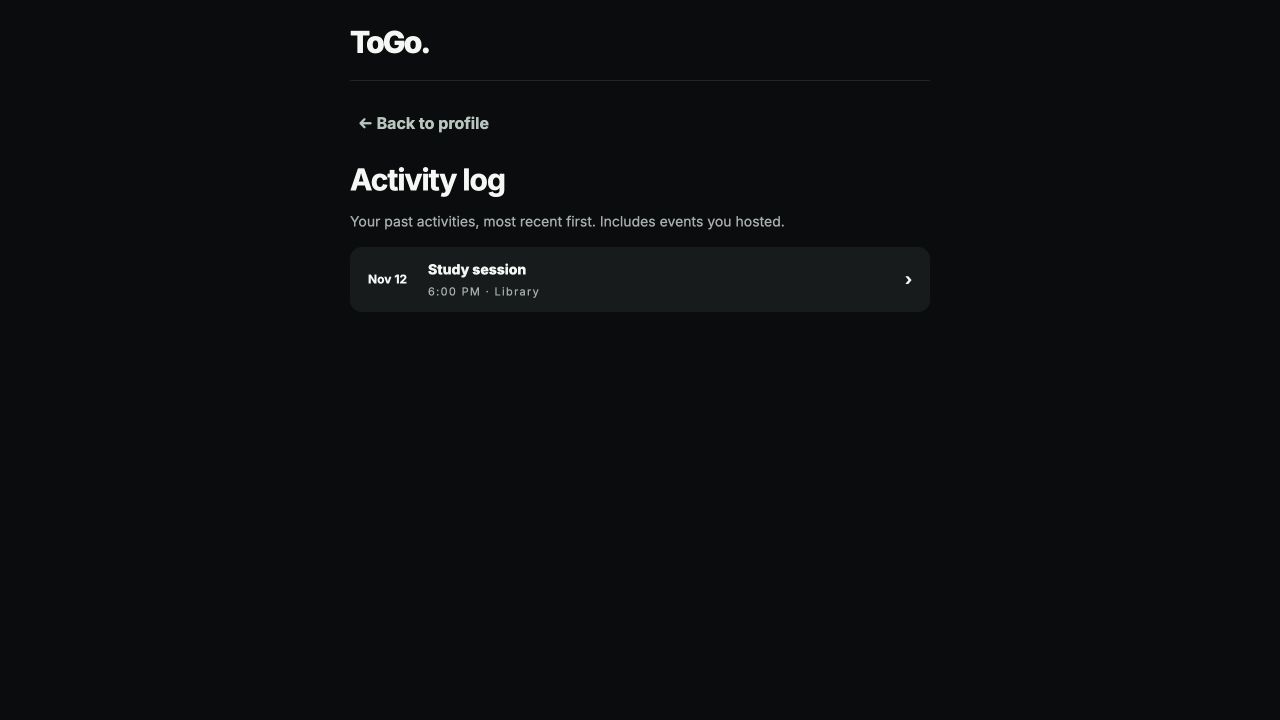 ToGo.
← Back to profile
Activity log
Your past activities, most recent first. Includes events you hosted.
Nov 12
Study session
6:00 PM · Library
›